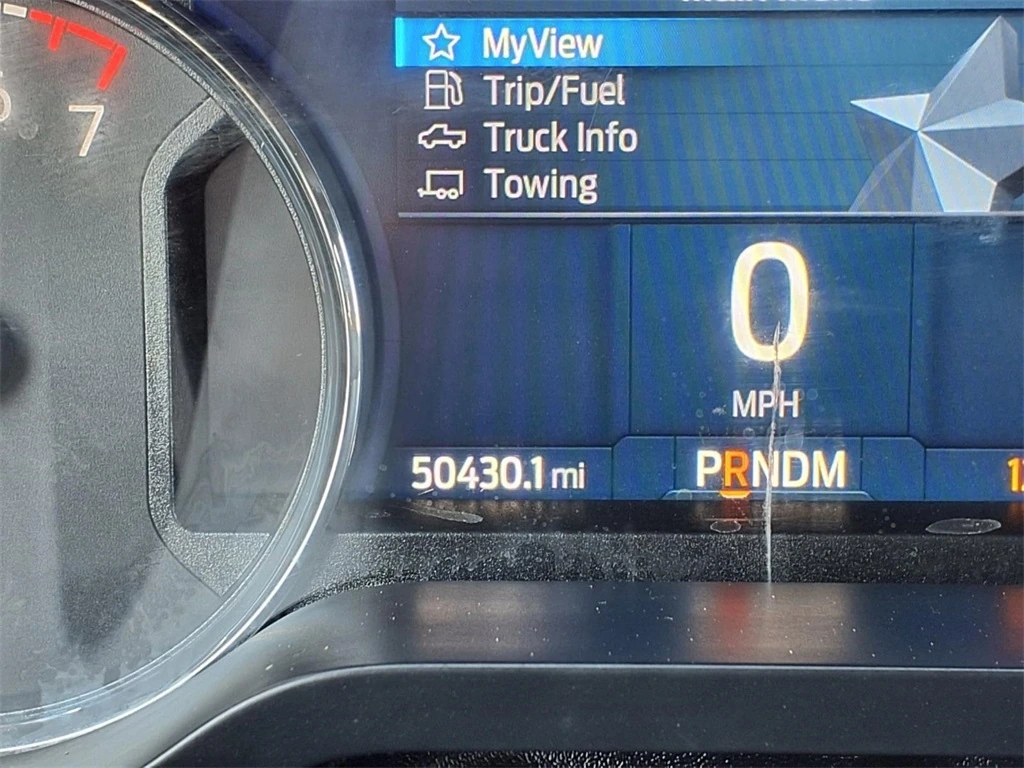 7
MyView
Trip/Fuel
Truck Info
Towing
0
MPH
50430.1 mi
PRNDM